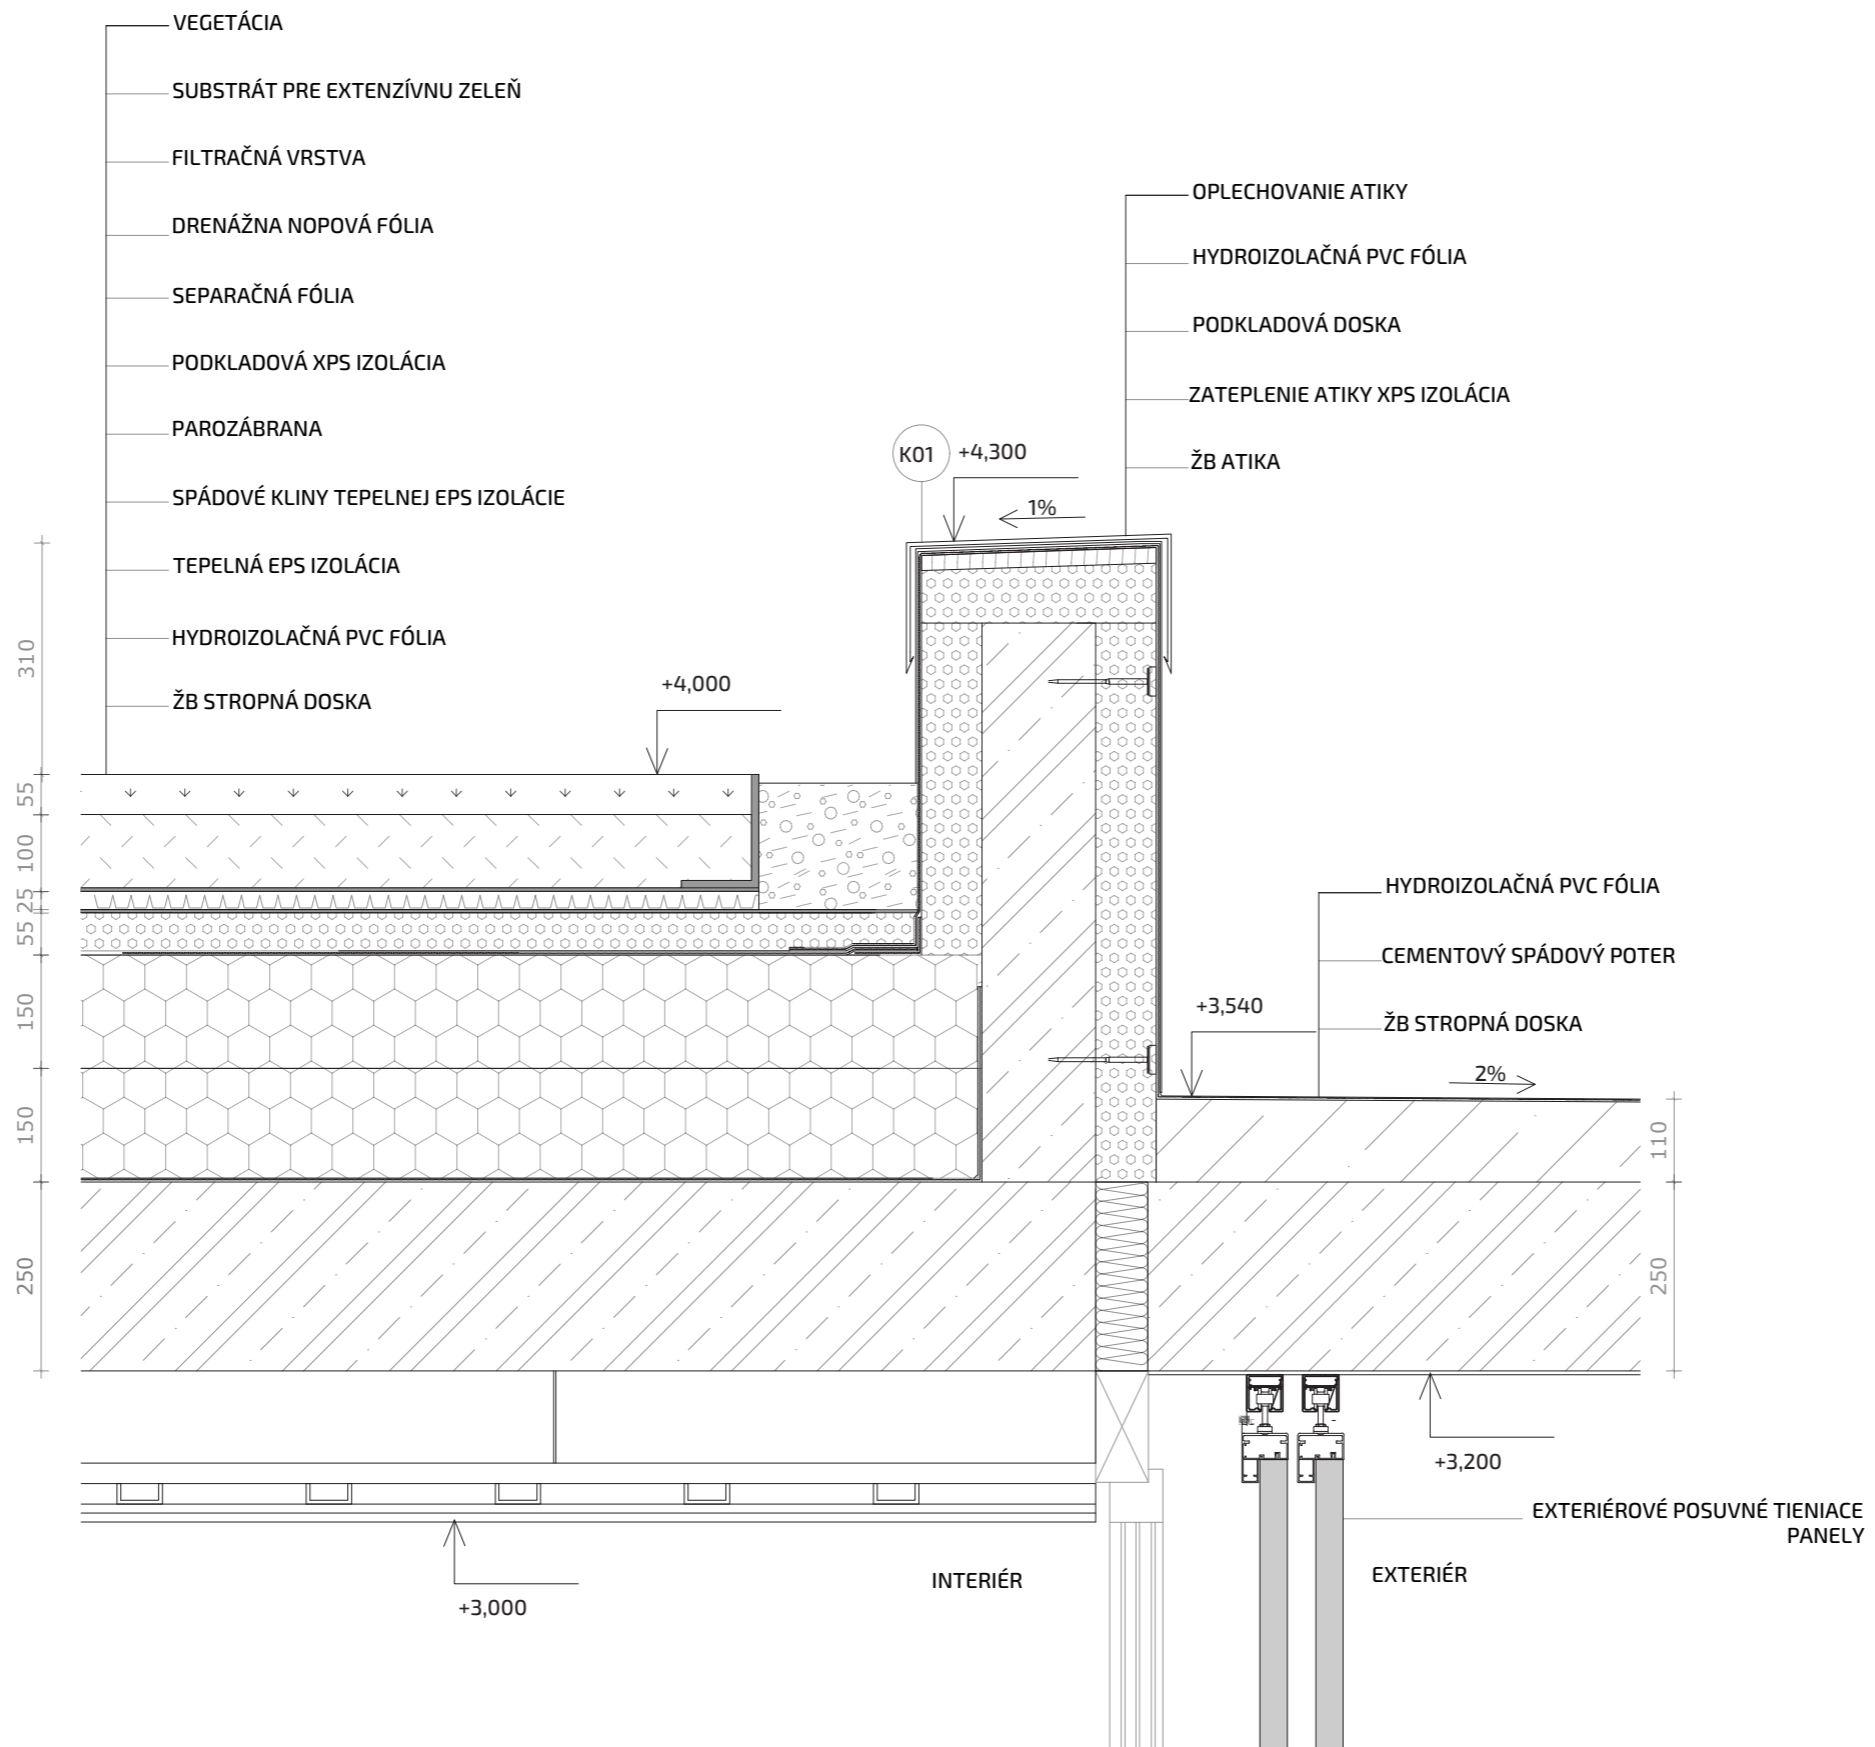 VEGETÁCIA
SUBSTRÁT PRE EXTENZÍVNU ZELEŇ
FILTRAČNÁ VRSTVA
DRENÁŽNA NOPOVÁ FÓLIA
SEPARAČNÁ FÓLIA
PODKLADOVÁ XPS IZOLÁCIA
PAROZÁBRANA
SPÁDOVÉ KLINY TEPELNEJ EPS IZOLÁCIE
TEPELNÁ EPS IZOLÁCIA
HYDROIZOLAČNÁ PVC FÓLIA
ŽB STROPNÁ DOSKA
OPLECHOVANIE ATIKY
HYDROIZOLAČNÁ PVC FÓLIA
PODKLADOVÁ DOSKA
ZATEPLENIE ATIKY XPS IZOLÁCIA
ŽB ATIKA
K01
+4,300
1%
+4,000
310
55
100
25
55
150
150
250
HYDROIZOLAČNÁ PVC FÓLIA
CEMENTOVÝ SPÁDOVÝ POTER
ŽB STROPNÁ DOSKA
+3,540
2%
110
250
+3,200
EXTERIÉROVÉ POSUVNÉ TIENIACE
PANELY
INTERIÉR
EXTERIÉR
+3,000